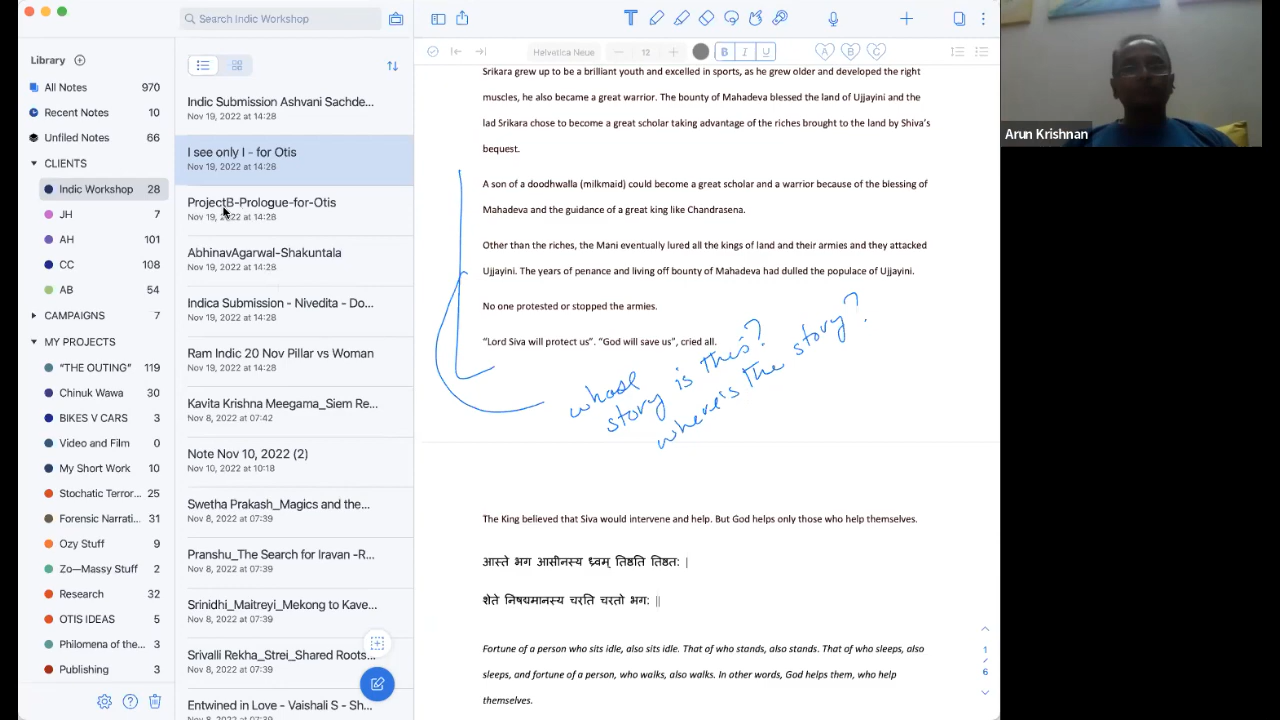 Search Indic Workshop
Library
All Notes 970
Recent Notes 10
Unfiled Notes 66
CLIENTS
Indic Workshop 28
JH 7
AH 101
CC 108
AB 54
CAMPAIGNS 7
MY PROJECTS
“THE OUTING” 119
Chinuk Wawa 30
BIKES V CARS 3
Video and Film 0
My Short Work 10
Stochatic Terror... 25
Forensic Narrati... 31
Ozy Stuff 9
Zo—Massy Stuff 2
Research 32
OTIS IDEAS 5
Philomena of the... 3
Publishing 3
Indic Submission Ashvani Sachde...
Nov 19, 2022 at 14:28
I see only I - for Otis
Nov 19, 2022 at 14:28
ProjectB-Prologue-for-Otis
Nov 19, 2022 at 14:28
AbhinavAgarwal-Shakuntala
Nov 19, 2022 at 14:28
Indica Submission - Nivedita - Do...
Nov 19, 2022 at 14:28
Ram Indic 20 Nov Pillar vs Woman
Nov 19, 2022 at 14:28
Kavita Krishna Meegama_Siem Re...
Nov 8, 2022 at 07:42
Note Nov 10, 2022 (2)
Nov 10, 2022 at 10:18
Swetha Prakash_Magics and the...
Nov 8, 2022 at 07:39
Pranshu_The Search for Iravan -R...
Nov 8, 2022 at 07:39
Srinidhi_Maitreyi_Mekong to Kave...
Nov 8, 2022 at 07:39
Srivalli Rekha_Strei_Shared Roots...
Nov 8, 2022 at 07:39
Entwined in Love - Vaishali S - Sh...
Helvetica Neue 12 B I U A B C
Srikara grew up to be a brilliant youth and excelled in sports, as he grew older and developed the right
muscles, he also became a great warrior. The bounty of Mahadeva blessed the land of Ujjayini and the
lad Srikara chose to become a great scholar taking advantage of the riches brought to the land by Shiva’s
bequest.
A son of a doodhwalla (milkmaid) could become a great scholar and a warrior because of the blessing of
Mahadeva and the guidance of a great king like Chandrasena.
Other than the riches, the Mani eventually lured all the kings of land and their armies and they attacked
Ujjayini. The years of penance and living off bounty of Mahadeva had dulled the populace of Ujjayini.
No one protested or stopped the armies.
“Lord Siva will protect us”. “God will save us”, cried all.
whose
story is this?
where's the story?
The King believed that Siva would intervene and help. But God helps only those who help themselves.
आस्ते भग आसीनस्य ध्र्वम् तिष्ठति तिष्ठतः |
शेते निषद्यमानस्य चरति चरतो भगः ||
Fortune of a person who sits idle, also sits idle. That of who stands, also stands. That of who sleeps, also
sleeps, and fortune of a person, who walks, also walks. In other words, God helps them, who help
themselves.
1
/
6
Arun Krishnan